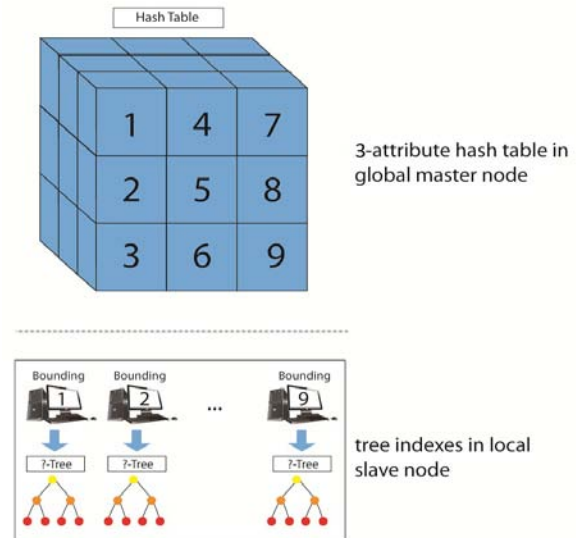 Hash Table
1 4 7
2 5 8
3 6 9
3-attribute hash table in
global master node
Bounding Bounding Bounding
1 2 ... 9
?-Tree ?-Tree ?-Tree
tree indexes in local
slave node